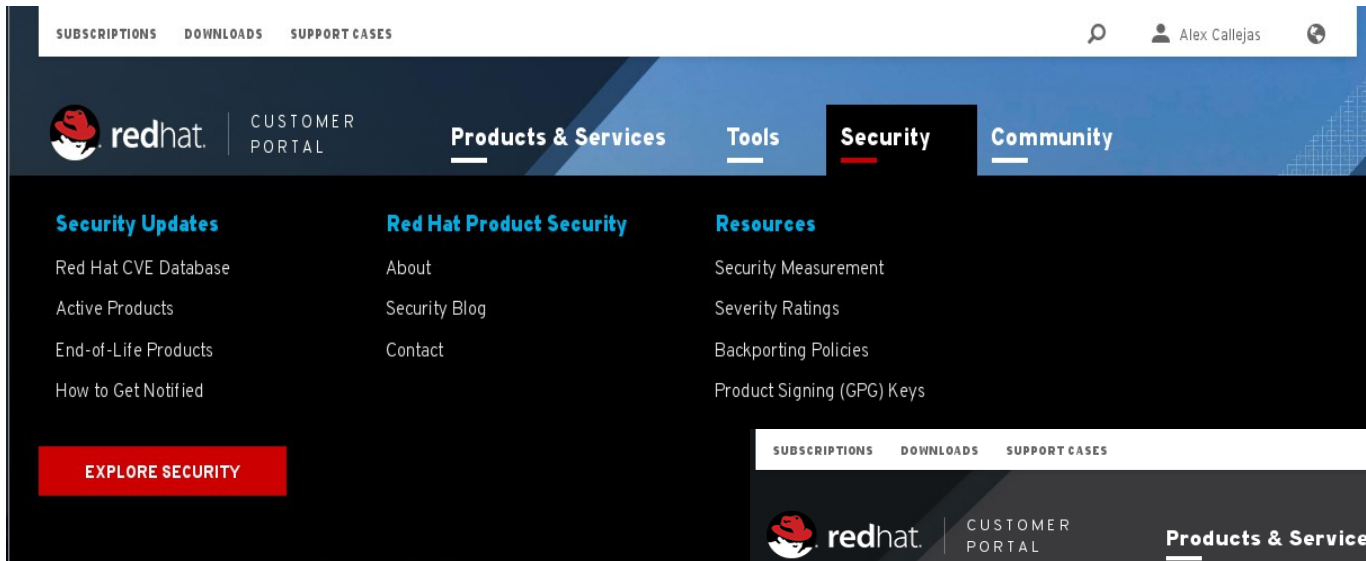 SUBSCRIPTIONS DOWNLOADS SUPPORT CASES Alex Callejas
redhat. CUSTOMER PORTAL Products & Services Tools Security Community
Security Updates Red Hat Product Security Resources
Red Hat CVE Database About Security Measurement
Active Products Security Blog Severity Ratings
End-of-Life Products Contact Backporting Policies
How to Get Notified Product Signing (GPG) Keys
EXPLORE SECURITY
SUBSCRIPTIONS DOWNLOADS SUPPORT CASES
redhat. CUSTOMER PORTAL Products & Service